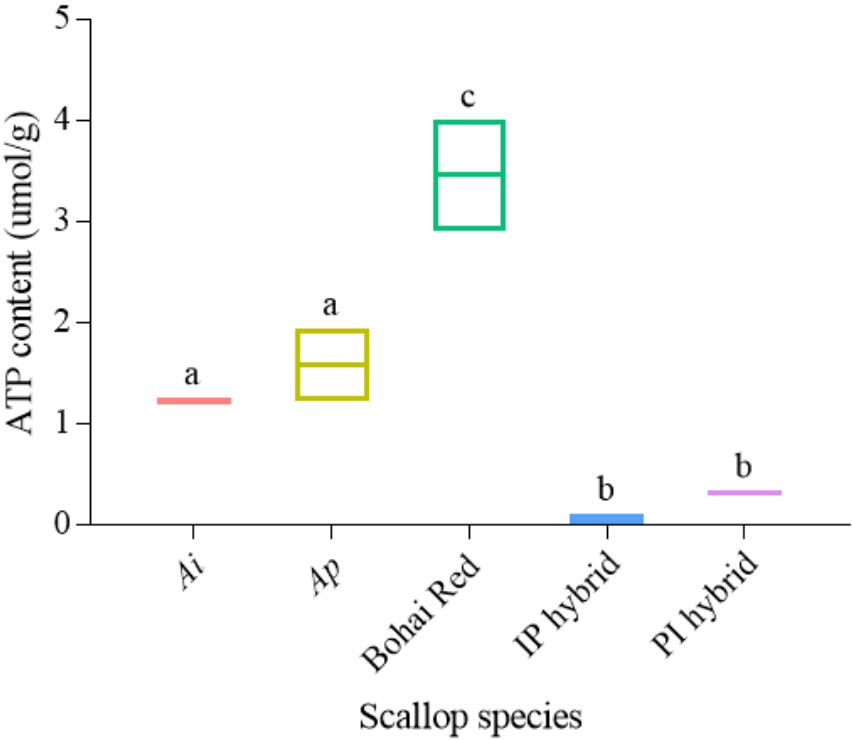 ATP content (umol/g)
5
4
3
2
1
0
c
a
a
b
b
Ai
Ap
Bohai Red
IP hybrid
PI hybrid
Scallop species